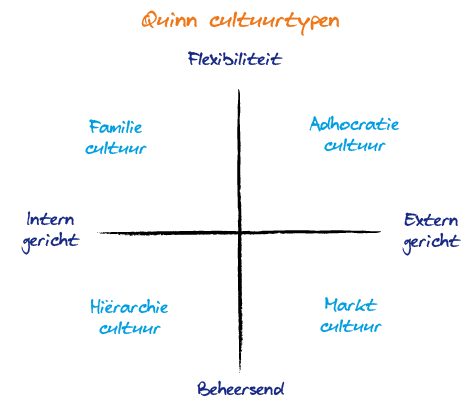 Quinn cultuurtypen
Flexibiliteit
Familie
cultuur
Adhocratie
cultuur
Intern
gericht
Extern
gericht
Hiërarchie
cultuur
Markt
cultuur
Beheersend